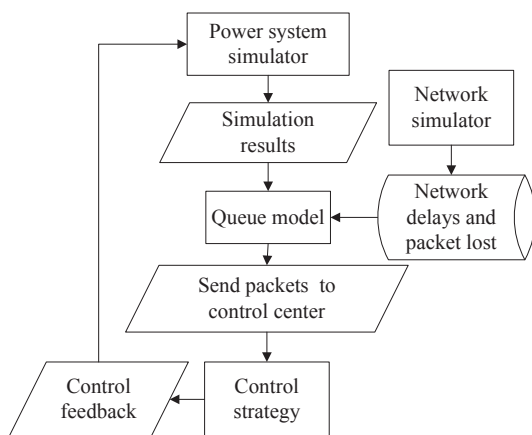 Power system
simulator
Simulation
results
Network
simulator
Queue model
Network
delays and
packet lost
Send packets to
control center
Control
feedback
Control
strategy